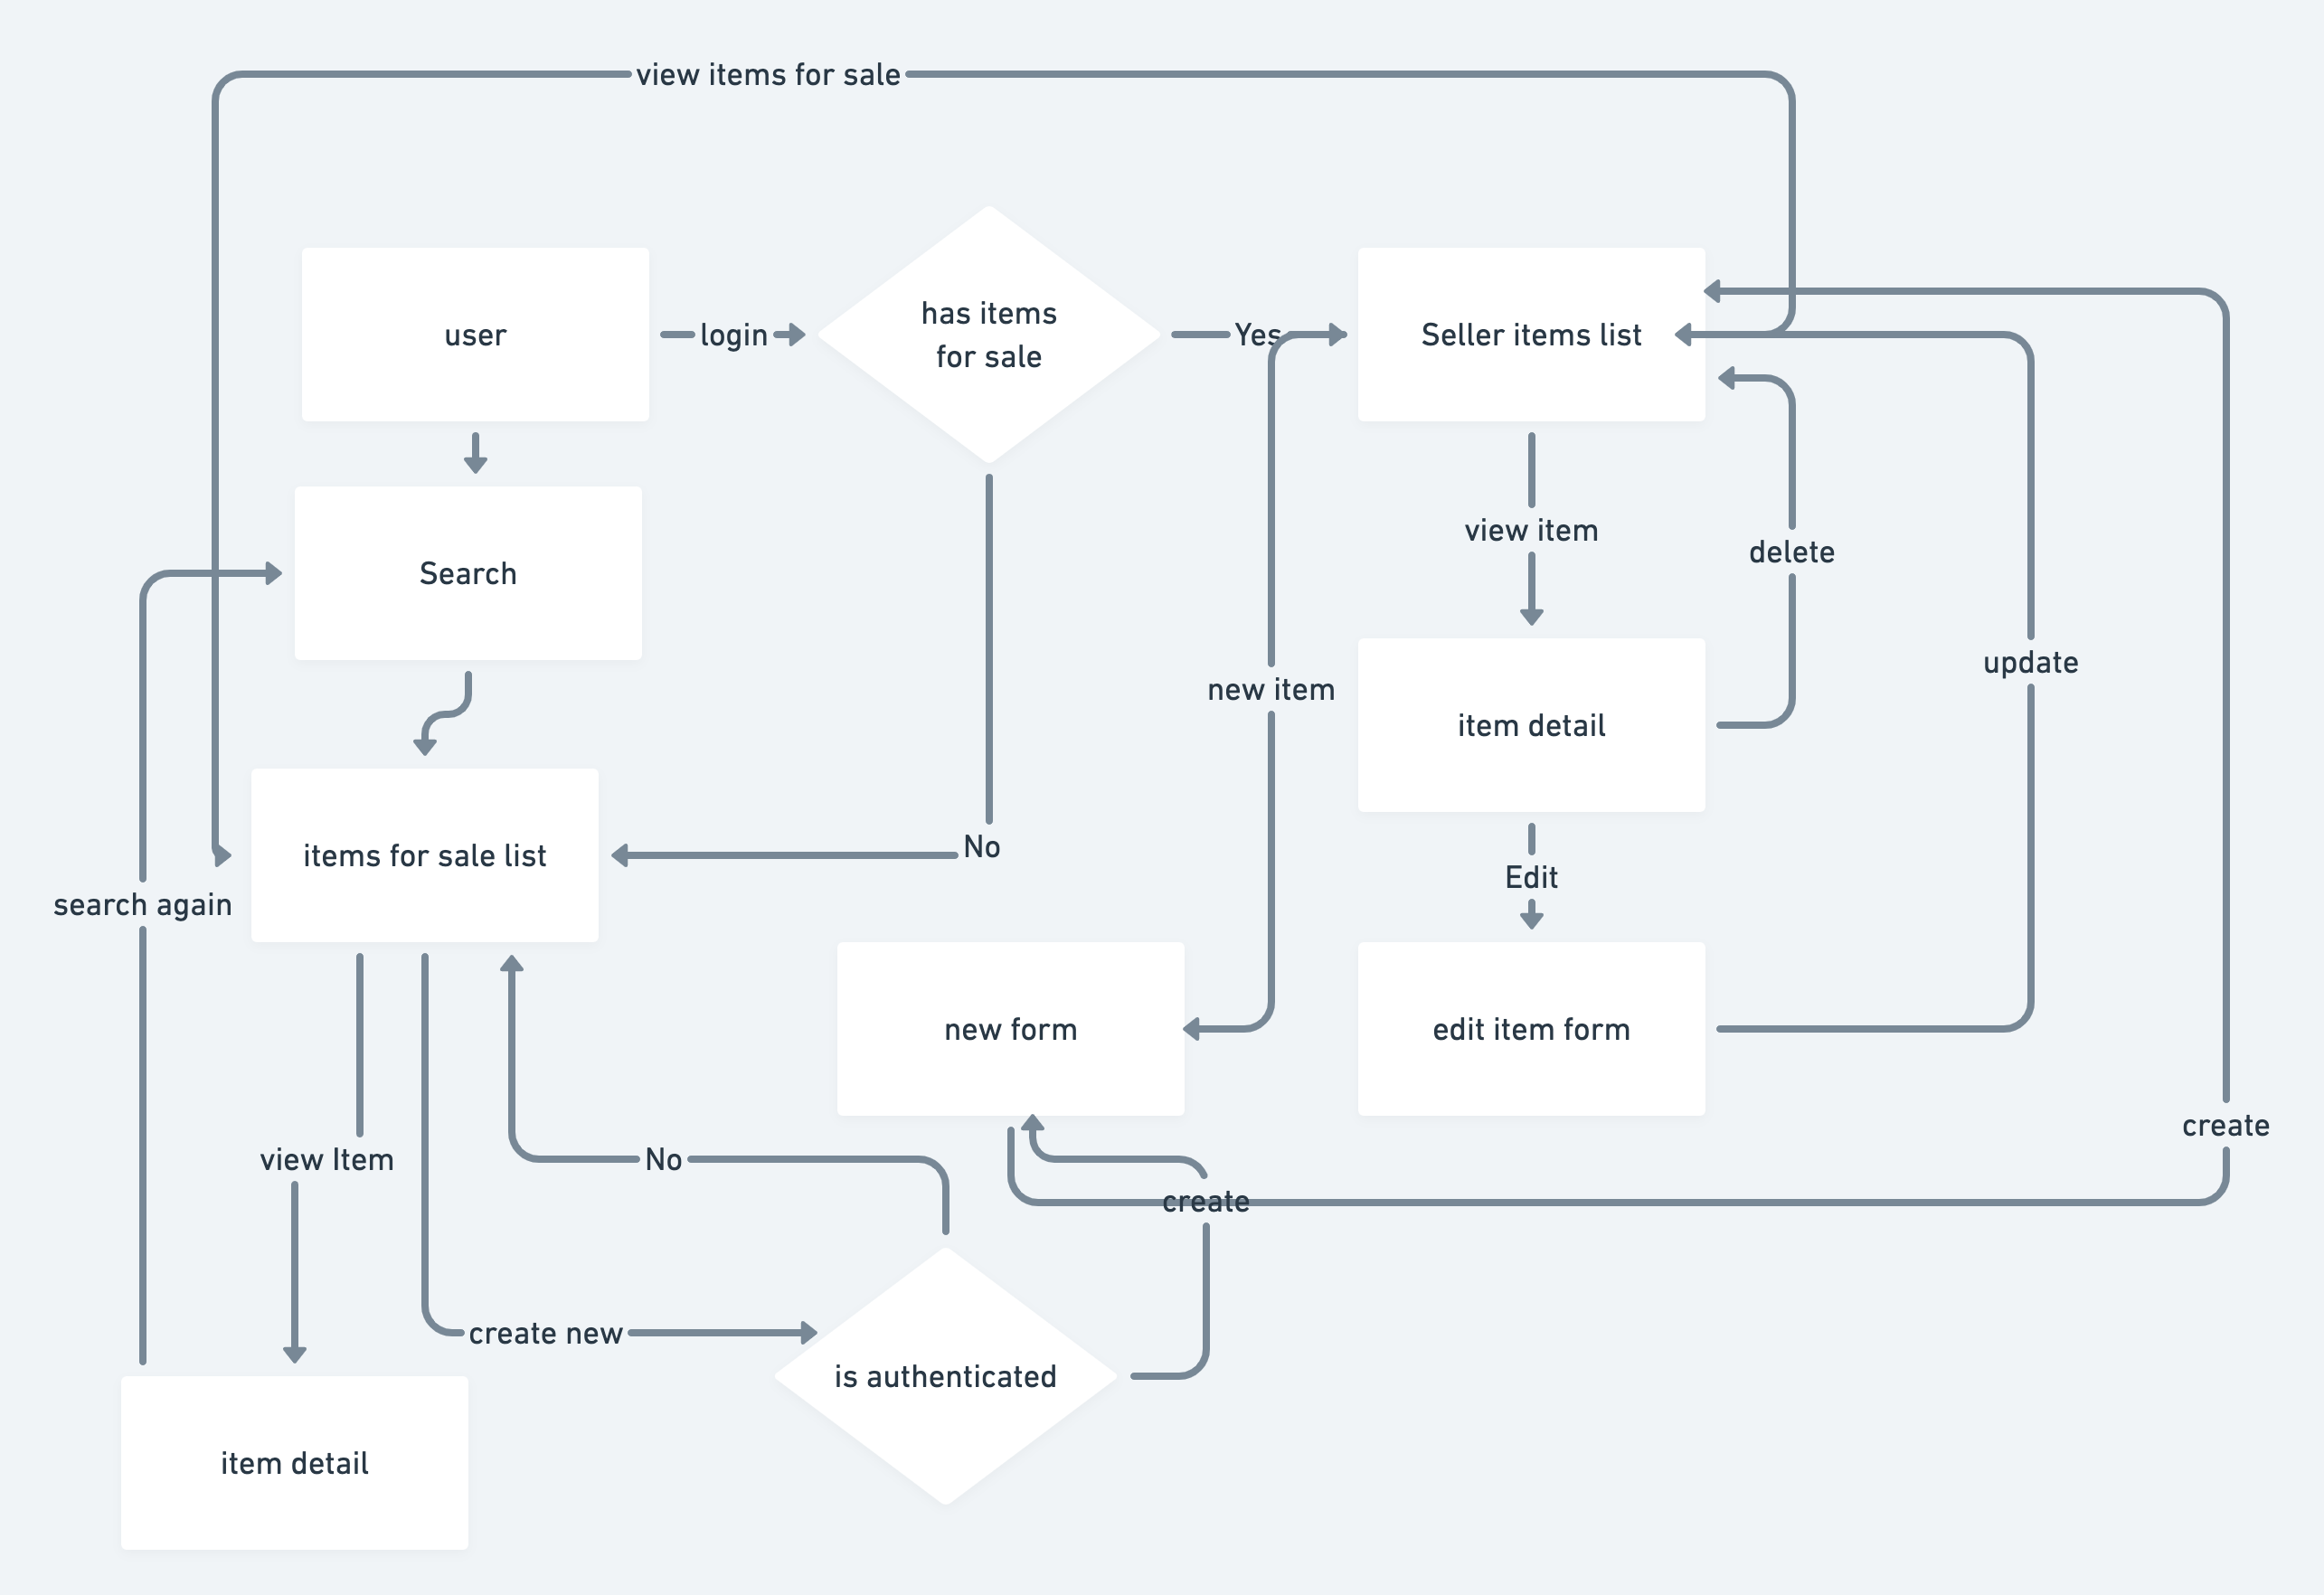 view items for sale
user
login
has items
for sale
Yes
Seller items list
view item
delete
Search
update
new item
item detail
items for sale list
No
Edit
search again
new form
edit item form
create
view Item
No
create
create new
is authenticated
item detail